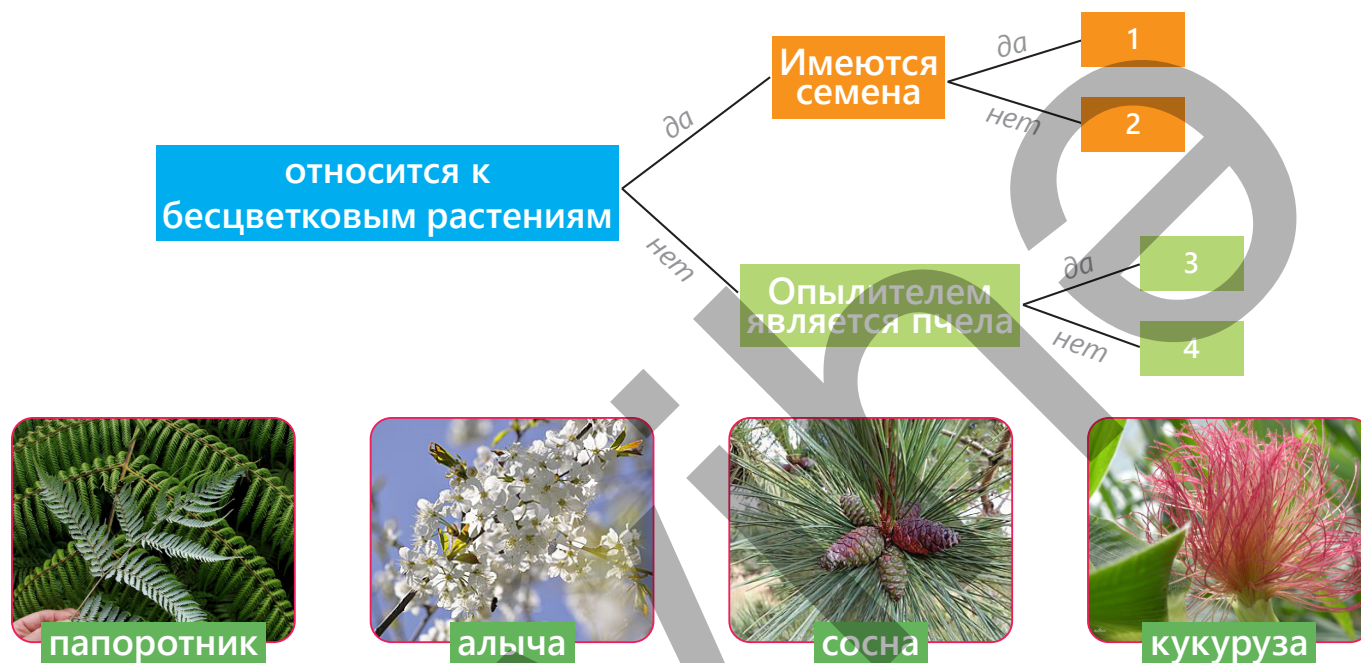 Имеются
семена
да
1
нет
2
да
относится к
бесцветковым растениям
нет
Опылителем
является пчела
да
3
нет
4
папоротник
алыча
сосна
кукуруза